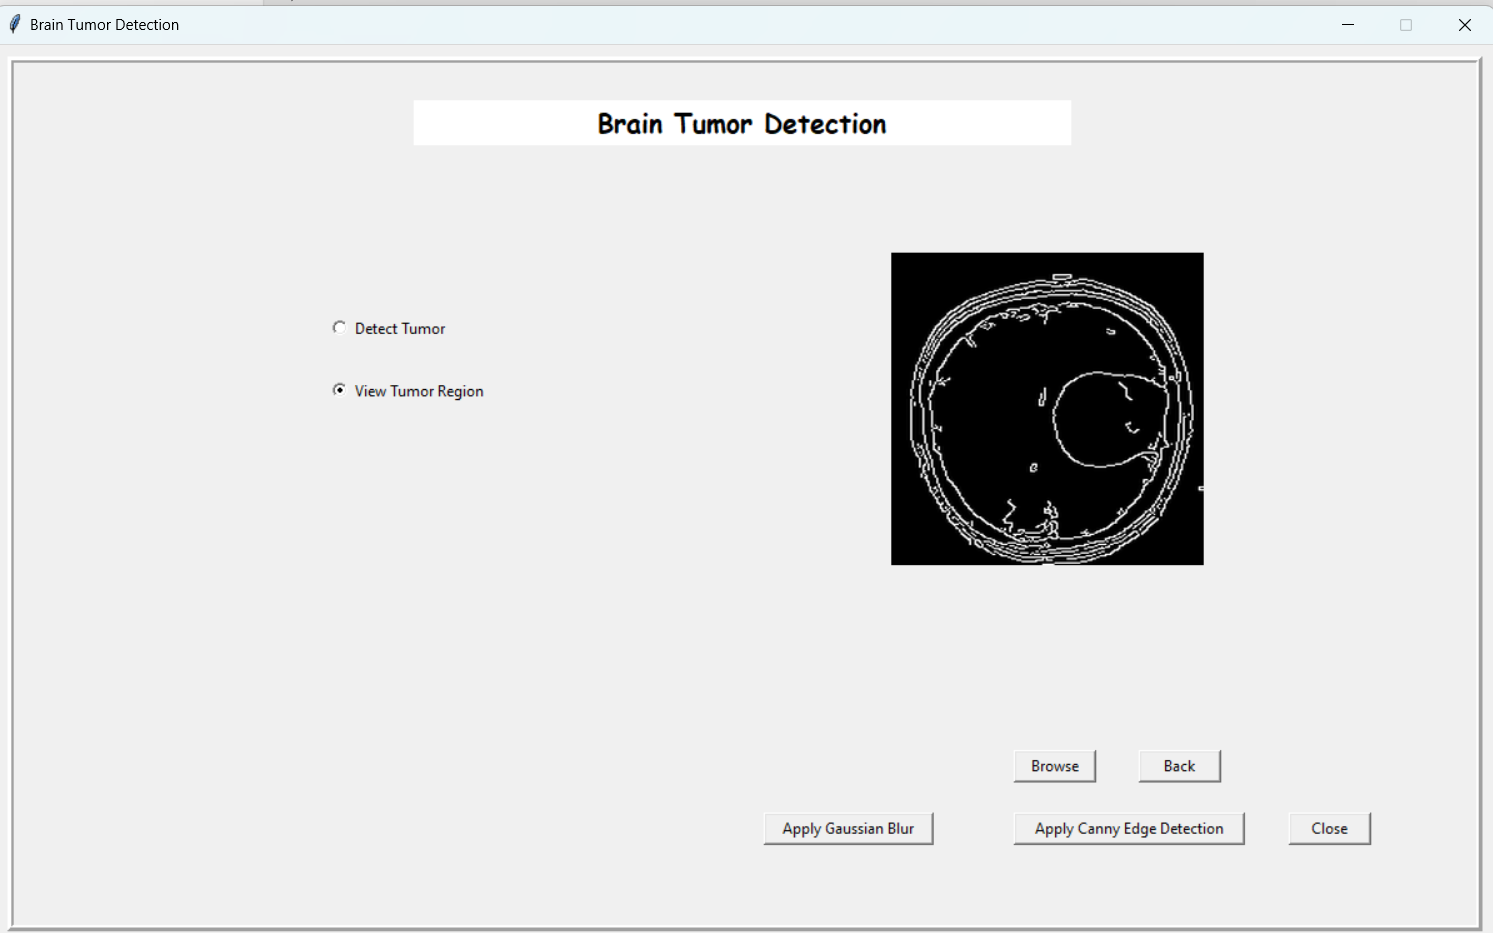 Brain Tumor Detection
Brain Tumor Detection
Detect Tumor
View Tumor Region
Browse
Back
Apply Gaussian Blur
Apply Canny Edge Detection
Close